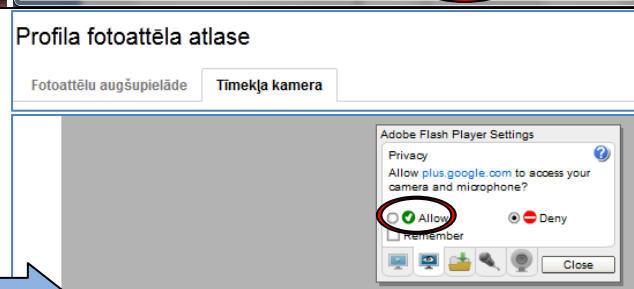 Profila fotoattēla atlase
Fotoattēlu augšupielāde Tīmekļa kamera
Adobe Flash Player Settings
Privacy
Allow plus.google.com to access your
camera and microphone?
Allow Deny
Remember
Close